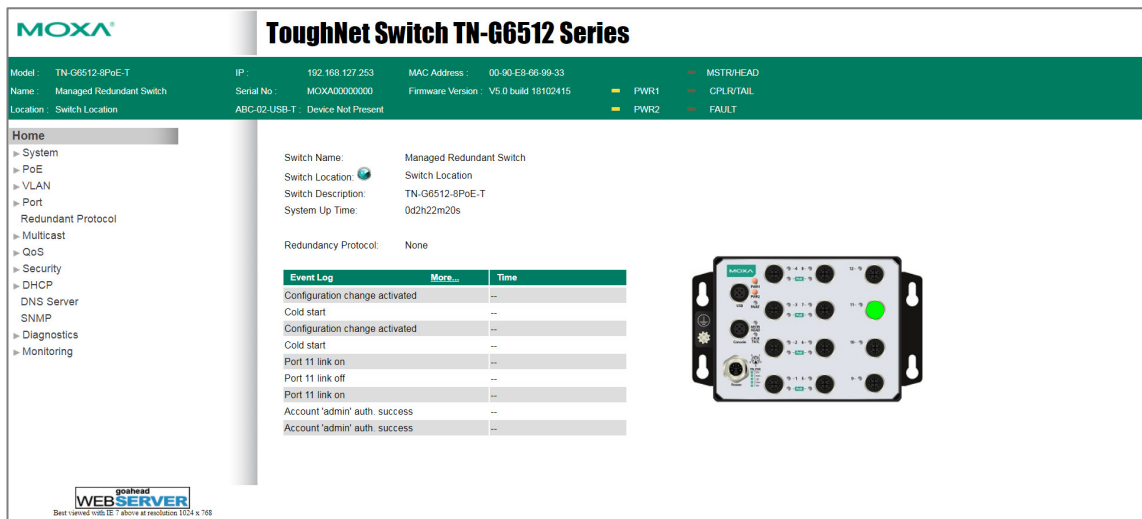 MOXA®
ToughNet Switch TN-G6512 Series
Model : TN-G6512-8PoE-T IP : 192.168.127.253 MAC Address : 00-90-E8-66-99-33 MSTR/HEAD
Name : Managed Redundant Switch Serial No : MOXA00000000 Firmware Version : V5.0 build 18102415 PWR1 CPLR/TAIL
Location : Switch Location ABC-02-USB-T : Device Not Present PWR2 FAULT
Home
System
PoE
VLAN
Port
Redundant Protocol
Multicast
QoS
Security
DHCP
DNS Server
SNMP
Diagnostics
Monitoring
Switch Name: Managed Redundant Switch
Switch Location: Switch Location
Switch Description: TN-G6512-8PoE-T
System Up Time: 0d2h22m20s
Redundancy Protocol: None
Event Log More... Time
Configuration change activated --
Cold start --
Configuration change activated --
Cold start --
Port 11 link on --
Port 11 link off --
Port 11 link on --
Account 'admin' auth. success --
Account 'admin' auth. success --
MOXA
PWR1
PWR2
USB
Console
goahead
WEBSERVER
Best viewed with IE 7 above at resolution 1024 x 768